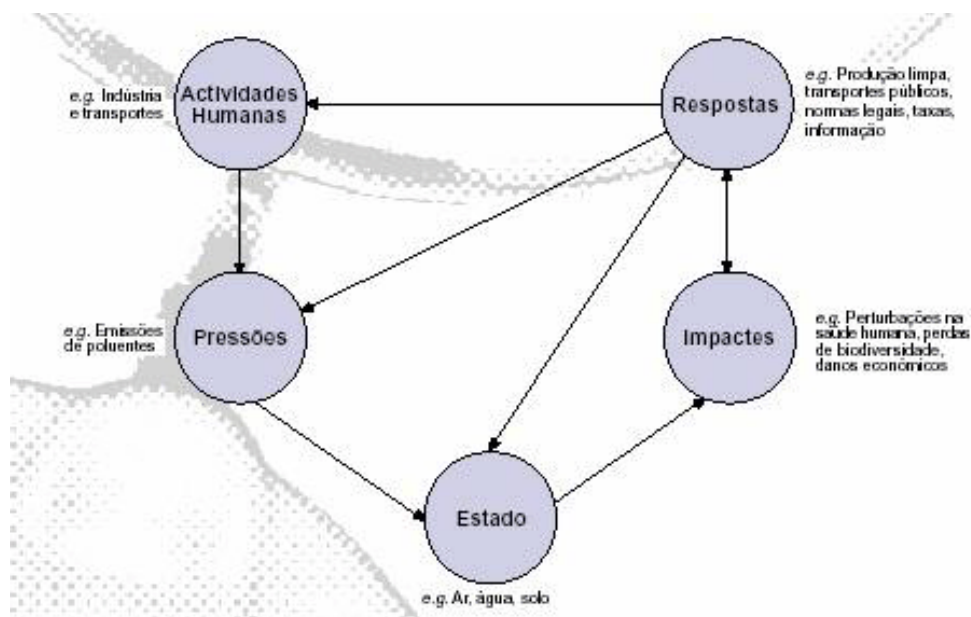 e.g. Indústria
e transportes
Actividades
Humanas
Respostas
e.g. Produção limpa,
transportes públicos,
normas legais, taxas,
informação
e.g. Emissões
de poluentes
Pressões
Impactes
e.g. Perturbações na
saúde humana, perdas
de biodiversidade,
danos económicos
Estado
e.g. Ar, água, solo